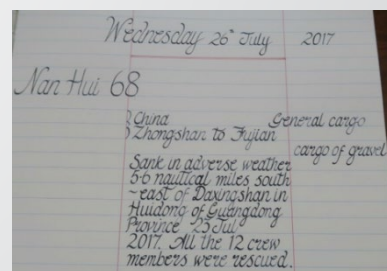 Wednesday 26th July 2017
Nan Hui 68
China General cargo
Zhongshan to Fujian
cargo of gravel
Sank in adverse weather
5-6 nautical miles south
-east of Daxingshan in
Huidong of Guangdong
Province 25 Jul
2017. All the 12 crew
members were rescued.